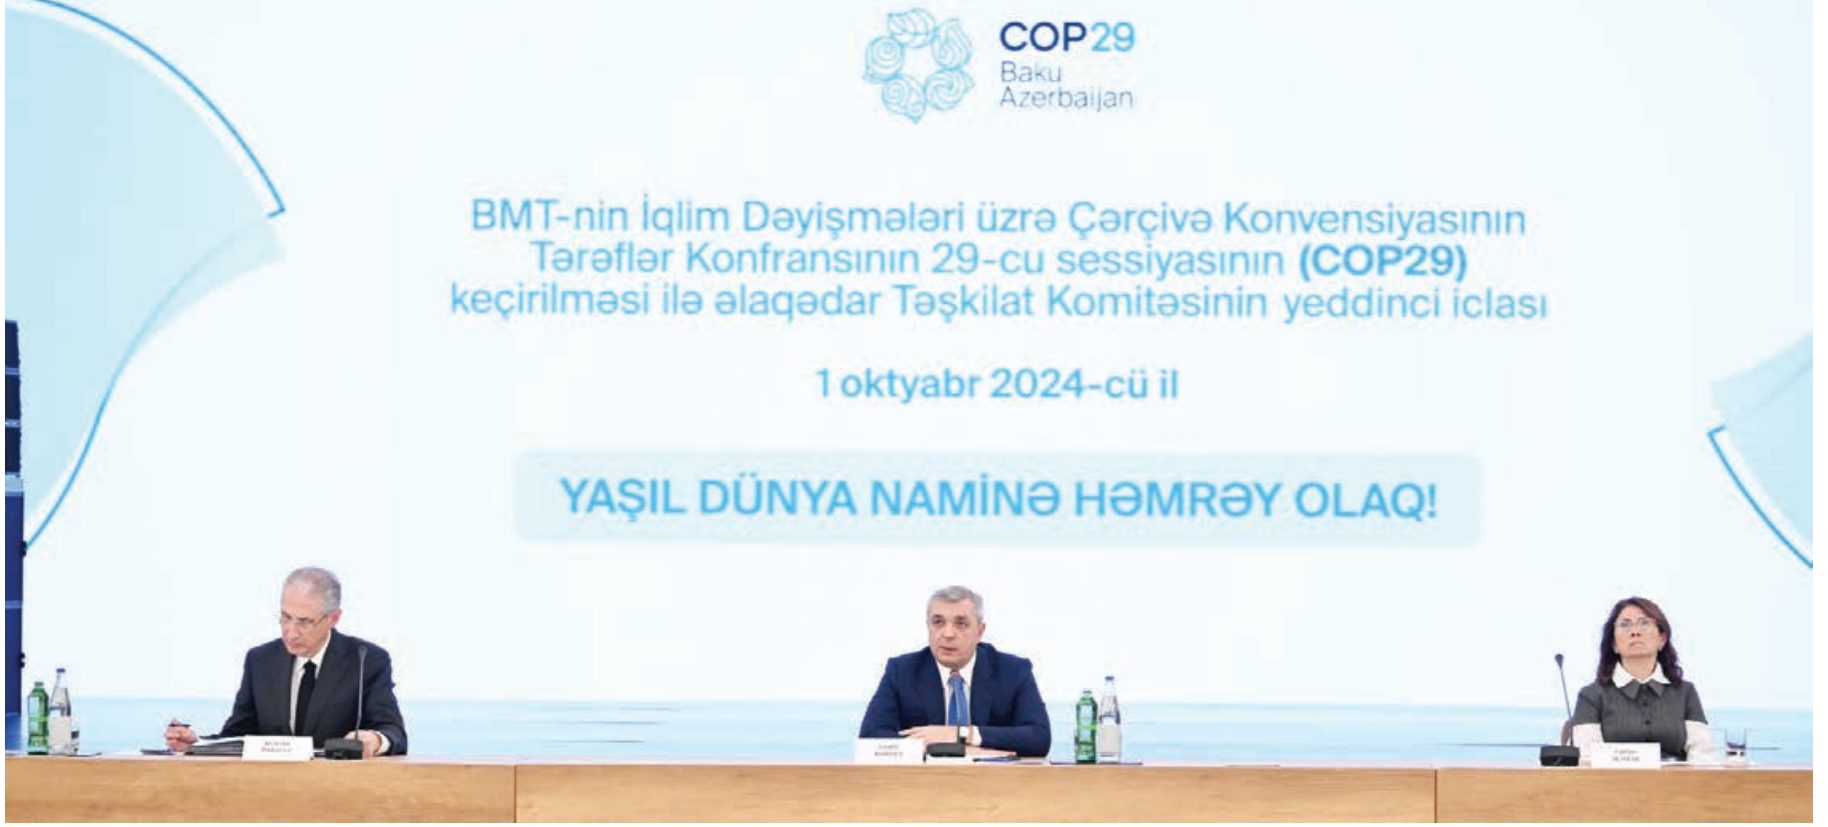 COP29
Baku
Azerbaijan
BMT-nin İqlim Dəyişmələri üzrə Çərçivə Konvensiyasının
Tərəflər Konfransının 29-cu sessiyasının (COP29)
keçirilməsi ilə əlaqədar Təşkilat Komitəsinin yeddinci iclası
1 oktyabr 2024-cü il
YAŞIL DÜNYA NAMİNƏ HƏMRƏY OLAQ!